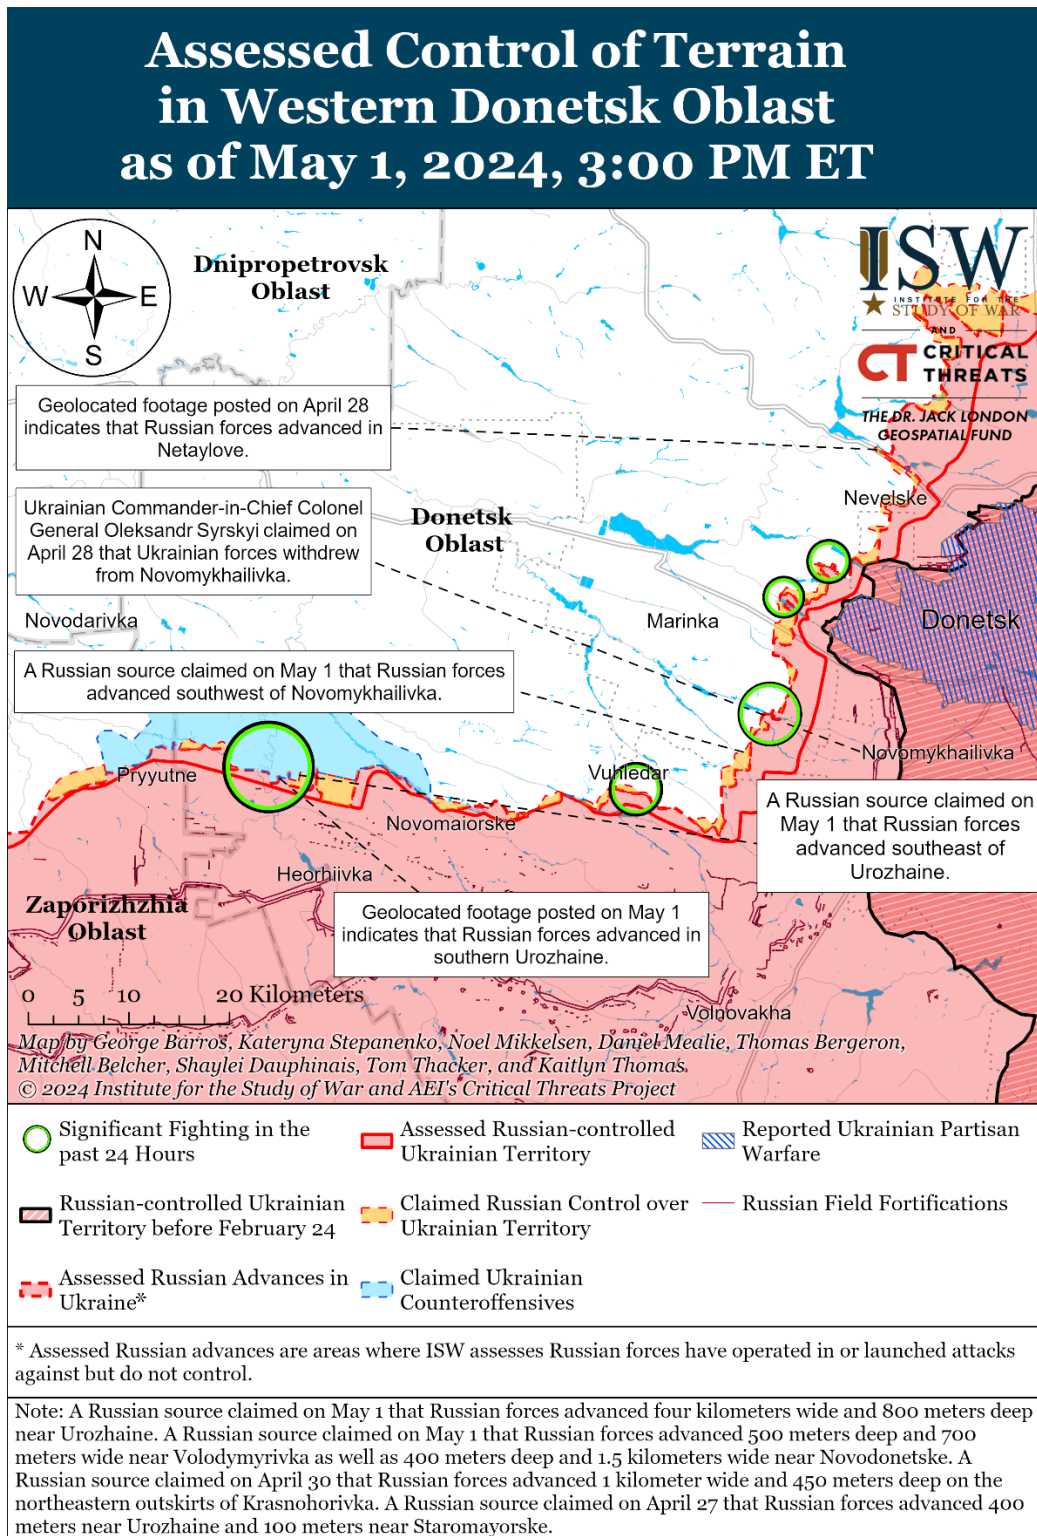 Assessed Control of Terrain
in Western Donetsk Oblast
as of May 1, 2024, 3:00 PM ET
N
W
E
S
Dnipropetrovsk
Oblast
ISW
INSTITUTE FOR THE
STUDY OF WAR
AND
CT CRITICAL
THREATS
THE DR. JACK LONDON
GEOSPATIAL FUND
Geolocated footage posted on April 28
indicates that Russian forces advanced in
Netaylove.
Nevelske
Ukrainian Commander-in-Chief Colonel
General Oleksandr Syrskyi claimed on
April 28 that Ukrainian forces withdrew
from Novomykhailivka.
Donetsk
Oblast
Novodarivka
Marinka
Donetsk
A Russian source claimed on May 1 that Russian forces
advanced southwest of Novomykhailivka.
Novomykhailivka
Pryyutne
Vuhledar
A Russian source claimed on
May 1 that Russian forces
advanced southeast of
Urozhaine.
Novomaiorske
Heorhiivka
Zaporizhzhia
Oblast
Geolocated footage posted on May 1
indicates that Russian forces advanced in
southern Urozhaine.
0 5 10 20 Kilometers
Volnovakha
Map by George Barros, Kateryna Stepanenko, Noel Mikkelsen, Daniel Mealie, Thomas Bergeron,
Mitchell Belcher, Shaylei Dauphinais, Tom Thacker, and Kaitlyn Thomas
© 2024 Institute for the Study of War and AEI's Critical Threats Project
Significant Fighting in the
past 24 Hours
Assessed Russian-controlled
Ukrainian Territory
Reported Ukrainian Partisan
Warfare
Russian-controlled Ukrainian
Territory before February 24
Claimed Russian Control over
Ukrainian Territory
Russian Field Fortifications
Assessed Russian Advances in
Ukraine*
Claimed Ukrainian
Counteroffensives
* Assessed Russian advances are areas where ISW assesses Russian forces have operated in or launched attacks
against but do not control.
Note: A Russian source claimed on May 1 that Russian forces advanced four kilometers wide and 800 meters deep
near Urozhaine. A Russian source claimed on May 1 that Russian forces advanced 500 meters deep and 700
meters wide near Volodymyrivka as well as 400 meters deep and 1.5 kilometers wide near Novodonetske. A
Russian source claimed on April 30 that Russian forces advanced 1 kilometer wide and 450 meters deep on the
northeastern outskirts of Krasnohorivka. A Russian source claimed on April 27 that Russian forces advanced 400
meters near Urozhaine and 100 meters near Staromayorske.